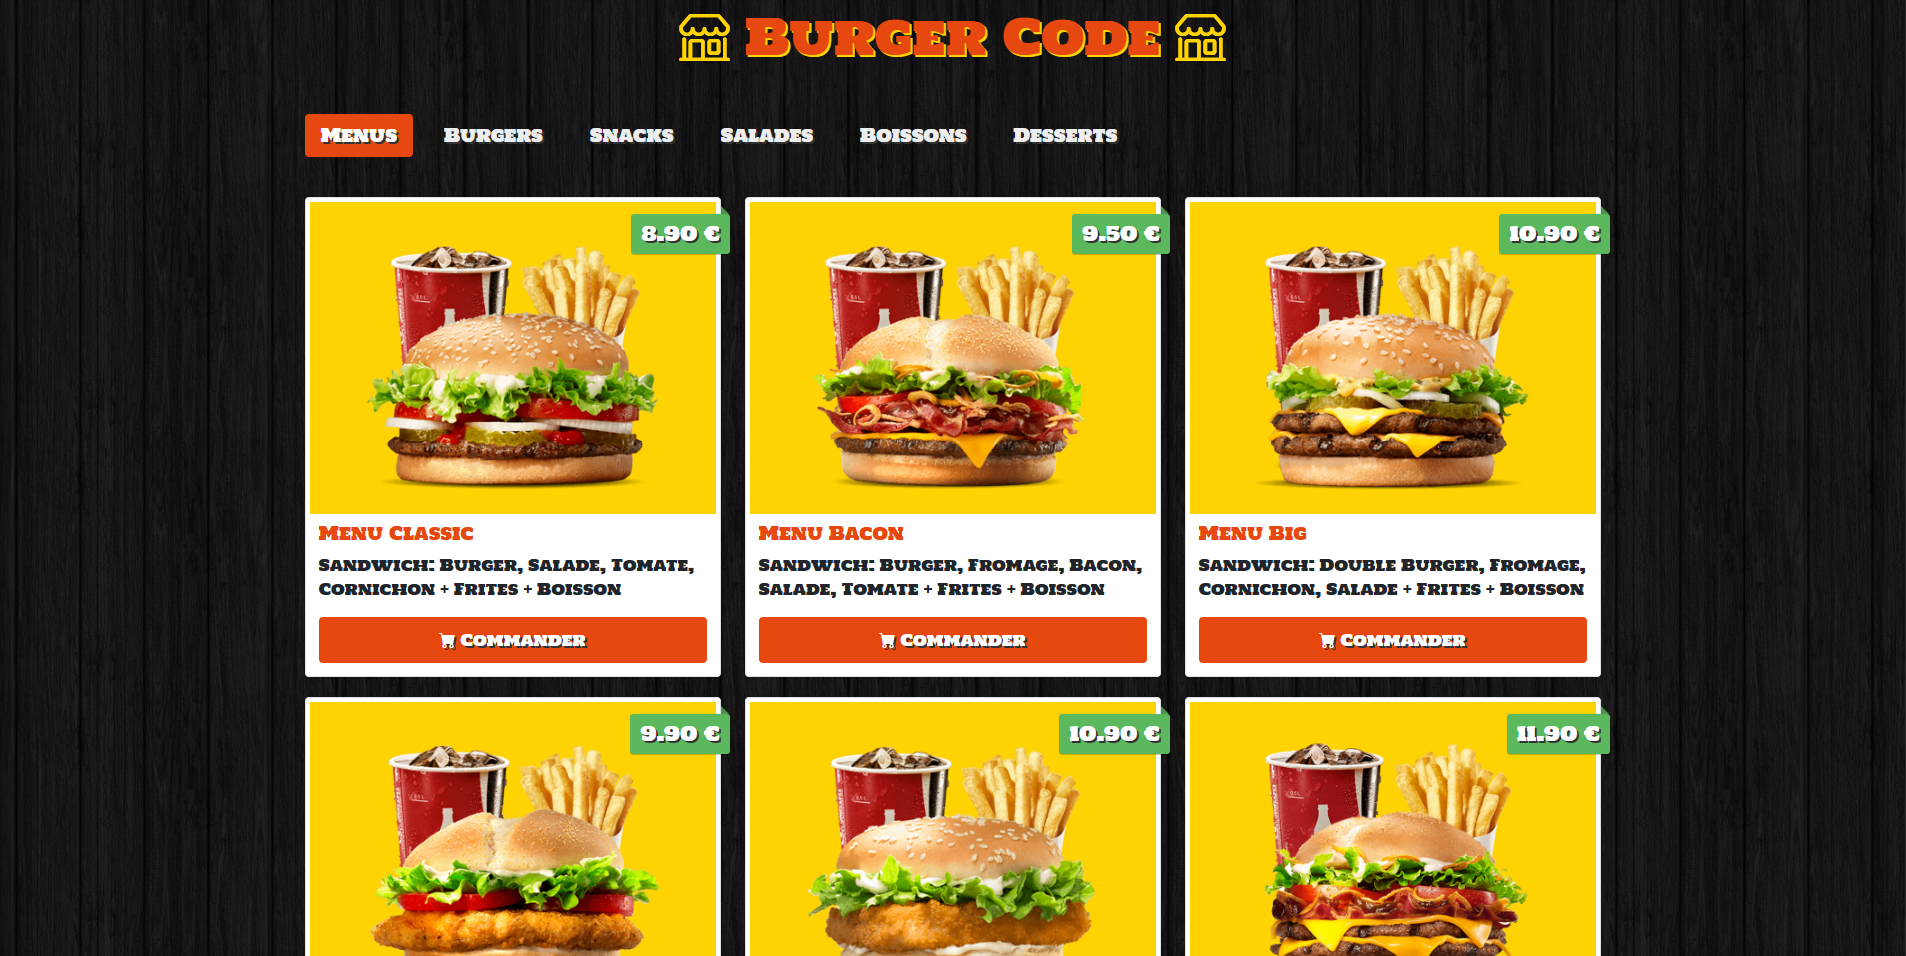 Burger Code
Menus Burgers Snacks Salades Boissons Desserts
8.90 €
9.50 €
10.90 €
Menu Classic
Sandwich: Burger, Salade, Tomate,
Cornichon + Frites + Boisson
Commander
Menu Bacon
Sandwich: Burger, Fromage, Bacon,
Salade, Tomate + Frites + Boisson
Commander
Menu Big
Sandwich: Double Burger, Fromage,
Cornichon, Salade + Frites + Boisson
Commander
9.90 €
10.90 €
11.90 €